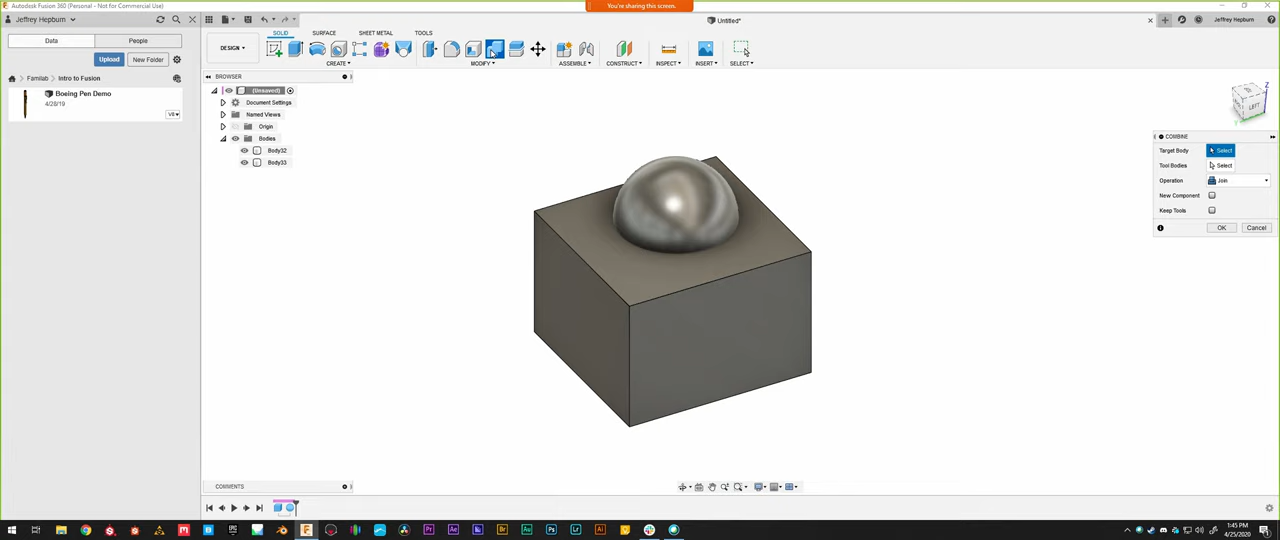 Autodesk Fusion 360 (Personal - Not for Commercial Use)
You're sharing this screen.
Jeffrey Hepburn
Untitled*
Jeffrey Hepburn
Data
People
SOLID
SURFACE
SHEET METAL
TOOLS
Upload
New Folder
DESIGN
CREATE
MODIFY
ASSEMBLE
CONSTRUCT
INSPECT
INSERT
SELECT
Familab
Intro to Fusion
BROWSER
Boeing Pen Demo
4/28/19
V8
(Unsaved)
Document Settings
Named Views
Origin
Bodies
Body32
Body33
Z
LEFT
COMBINE
Target Body
Select
Tool Bodies
Select
Operation
Join
New Component
Keep Tools
OK
Cancel
COMMENTS
1:45 PM
4/25/2020